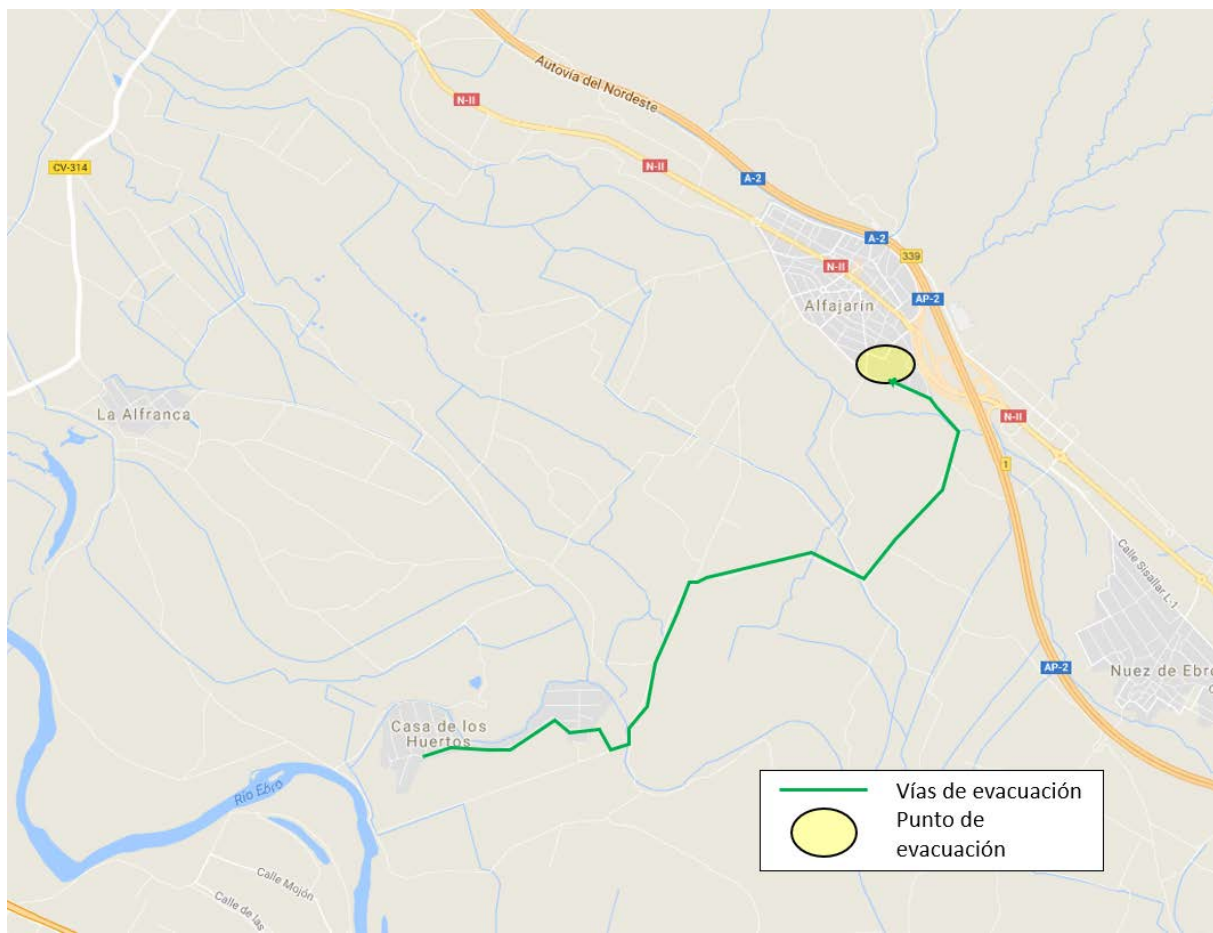 Autovía del Nordeste
N-II
CV-314
N-II
A-2
A-2
339
N-II
AP-2
Alfajarín
La Alfranca
N-II
1
Calle Sisallar L-1
AP-2
Nuez de Ebro
Casa de los
Huertos
Río Ebro
Calle Mojón
Calle de las
Vías de evacuación
Punto de
evacuación